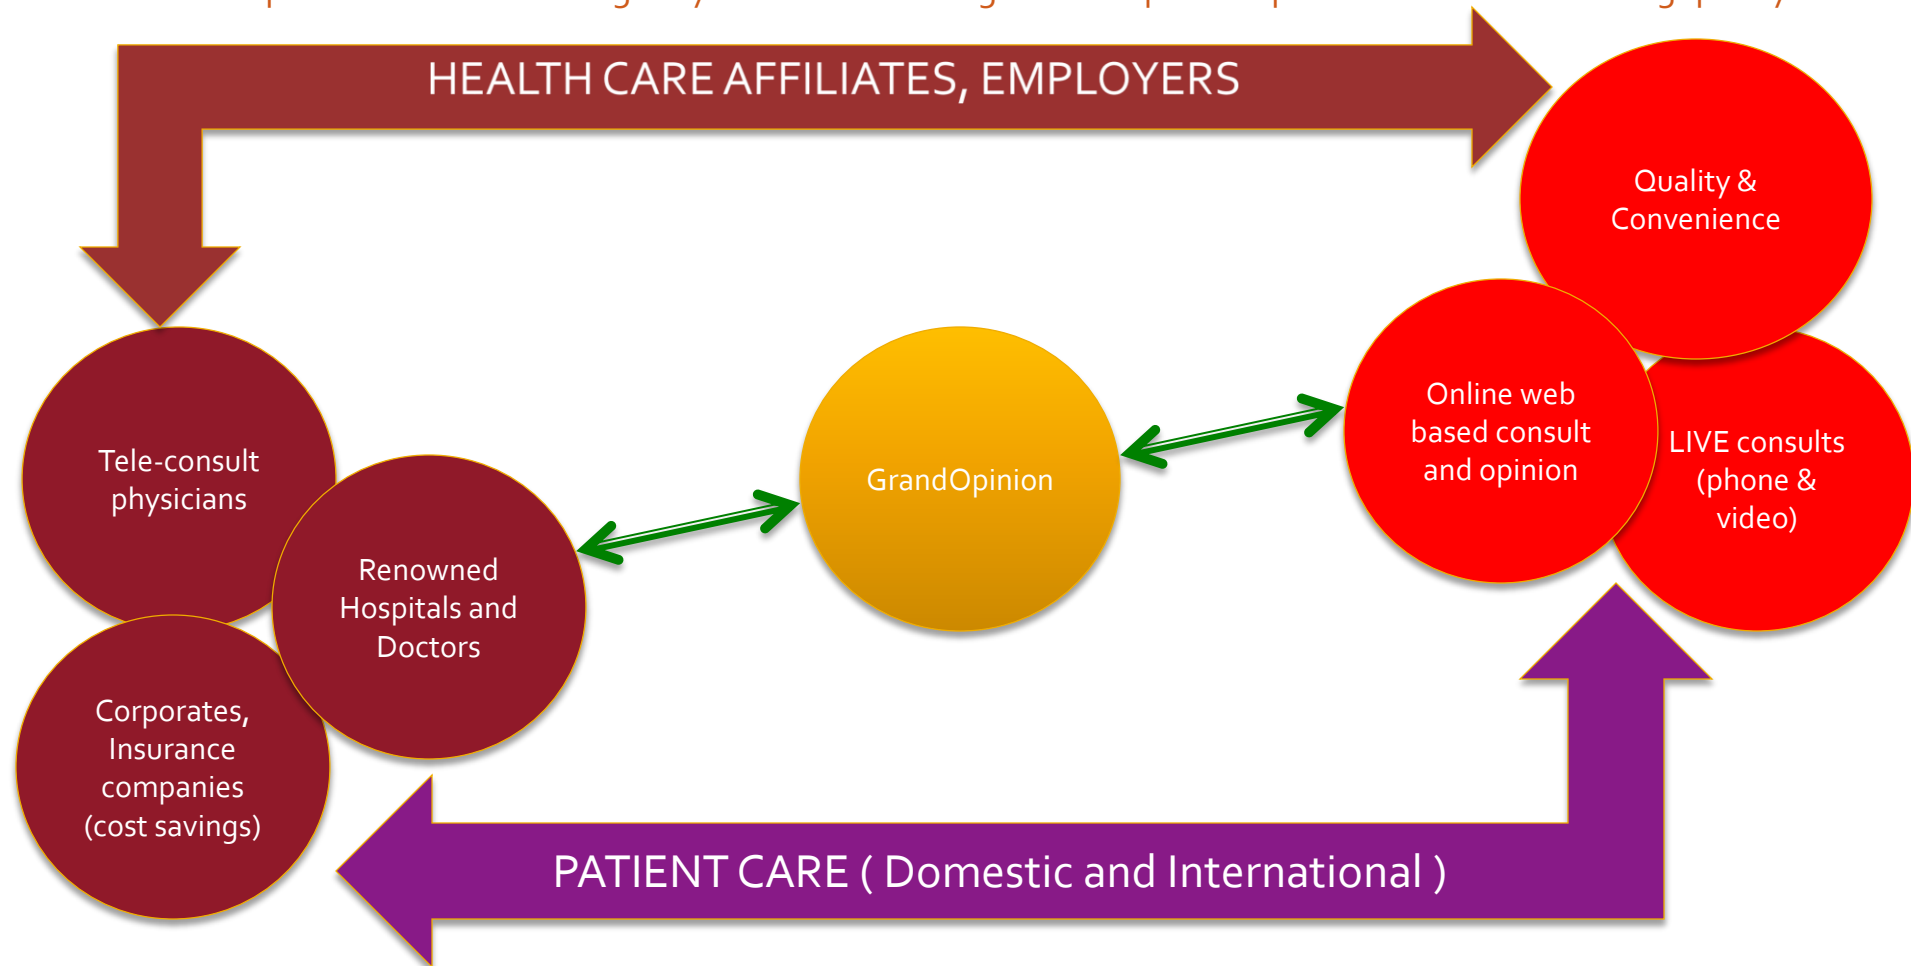 HEALTH CARE AFFILIATES, EMPLOYERS
Quality &
Convenience
Online web
based consult
and opinion
LIVE consults
(phone &
video)
GrandOpinion
Tele-consult
physicians
Renowned
Hospitals and
Doctors
Corporates,
Insurance
companies
(cost savings)
PATIENT CARE ( Domestic and International )